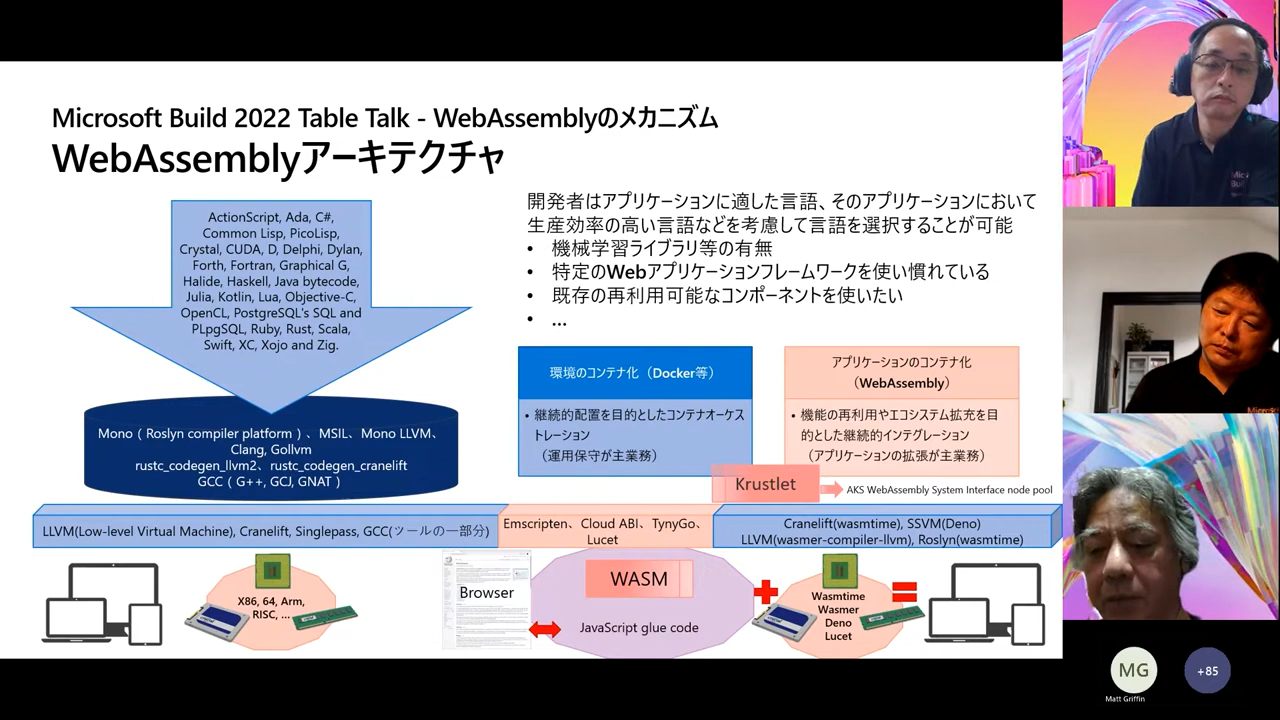 Microsoft Build 2022 Table Talk - WebAssemblyのメカニズム
WebAssemblyアーキテクチャ
ActionScript, Ada, C#,
Common Lisp, PicoLisp,
Crystal, CUDA, D, Delphi, Dylan,
Forth, Fortran, Graphical G,
Halide, Haskell, Java bytecode,
Julia, Kotlin, Lua, Objective-C,
OpenCL, PostgreSQL's SQL and
PLpgSQL, Ruby, Rust, Scala,
Swift, XC, Xojo and Zig.
Mono（Roslyn compiler platform）、MSIL、Mono LLVM、
Clang, Gollvm
rustc_codegen_llvm2、rustc_codegen_cranelift
GCC（G++, GCJ, GNAT）
開発者はアプリケーションに適した言語、そのアプリケーションにおいて
生産効率の高い言語などを考慮して言語を選択することが可能
• 機械学習ライブラリ等の有無
• 特定のWebアプリケーションフレームワークを使い慣れている
• 既存の再利用可能なコンポーネントを使いたい
• ...
環境のコンテナ化（Docker等）
• 継続的配置を目的としたコンテナオーケス
トレーション
（運用保守が主業務）
アプリケーションのコンテナ化
（WebAssembly）
• 機能の再利用やエコシステム拡充を目
的とした継続的インテグレーション
（アプリケーションの拡張が主業務）
Krustlet
AKS WebAssembly System Interface node pool
LLVM(Low-level Virtual Machine), Cranelift, Singlepass, GCC(ツールの一部分)
Emscripten、Cloud ABI、TynyGo、
Lucet
Cranelift(wasmtime), SSVM(Deno)
LLVM(wasmer-compiler-llvm), Roslyn(wasmtime)
X86, 64, Arm,
RISC, ...
Browser
WASM
JavaScript glue code
Wasmtime
Wasmer
Deno
Lucet
MG
Matt Griffin
+85